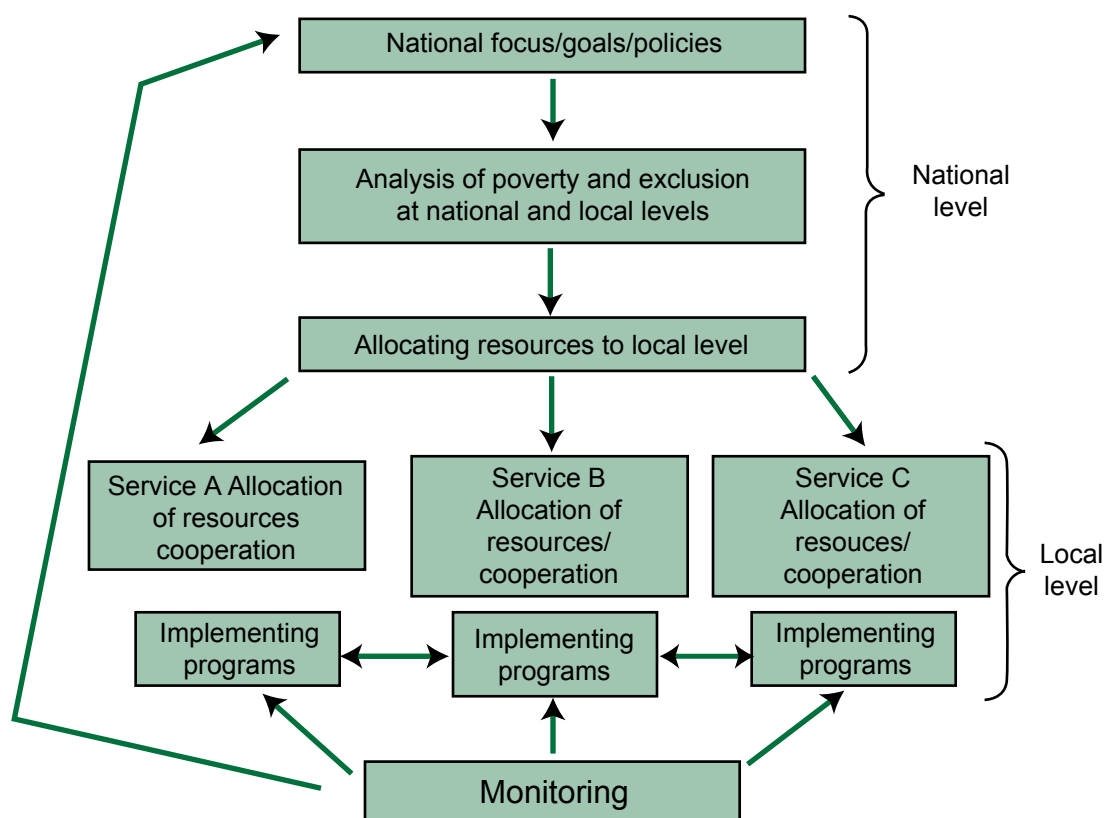 National focus/goals/policies
Analysis of poverty and exclusion
at national and local levels
National
level
Allocating resources to local level
Service A Allocation
of resources
cooperation
Service B
Allocation of
resources/
cooperation
Service C
Allocation of
resouces/
cooperation
Local
level
Implementing
programs
Implementing
programs
Implementing
programs
Monitoring